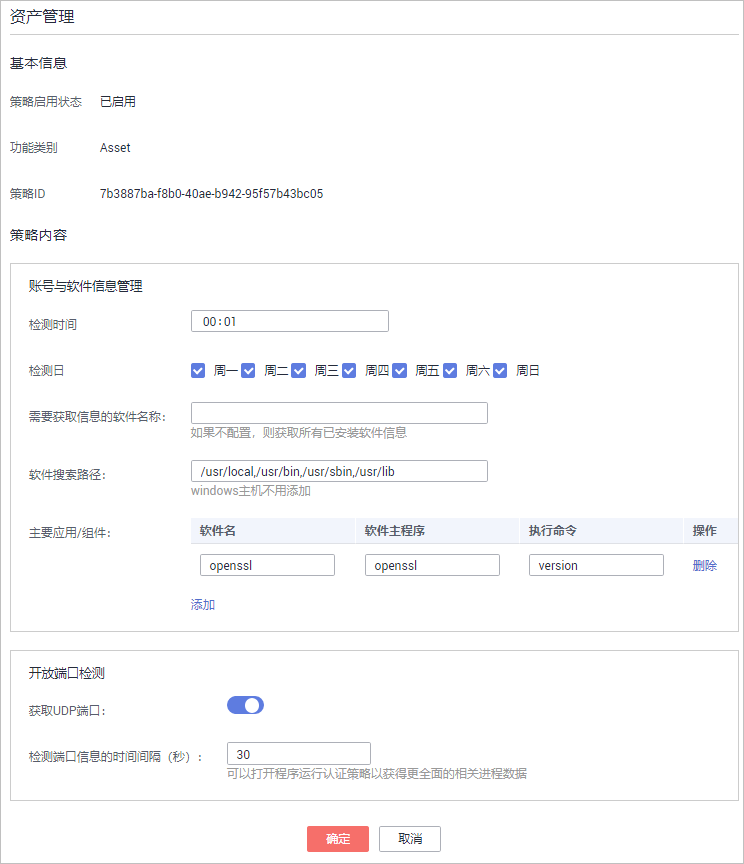 资产管理
基本信息
策略启用状态 已启用
功能类别 Asset
策略ID 7b3887ba-f8b0-40ae-b942-95f57b43bc05
策略内容
账号与软件信息管理
检测时间 00:01
检测日 周一 周二 周三 周四 周五 周六 周日
需要获取信息的软件名称:
如果不配置，则获取所有已安装软件信息
软件搜索路径: /usr/local,/usr/bin,/usr/sbin,/usr/lib
windows主机不用添加
主要应用/组件: 软件名 软件主程序 执行命令 操作
openssl openssl version 删除
添加
开放端口检测
获取UDP端口:
检测端口信息的时间间隔（秒）: 30
可以打开程序运行认证策略以获得更全面的相关进程数据
确定 取消